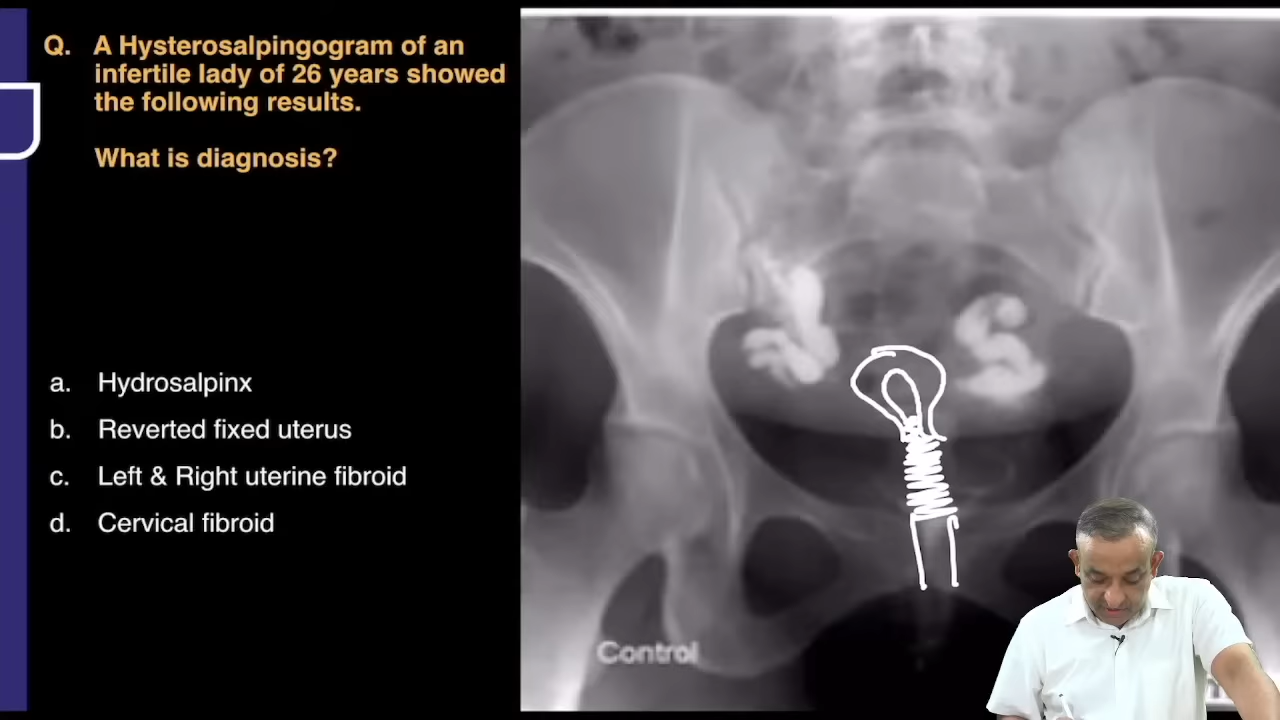 Q. A Hysterosalpingogram of an
infertile lady of 26 years showed
the following results.
What is diagnosis?
a. Hydrosalpinx
b. Reverted fixed uterus
c. Left & Right uterine fibroid
d. Cervical fibroid
Control